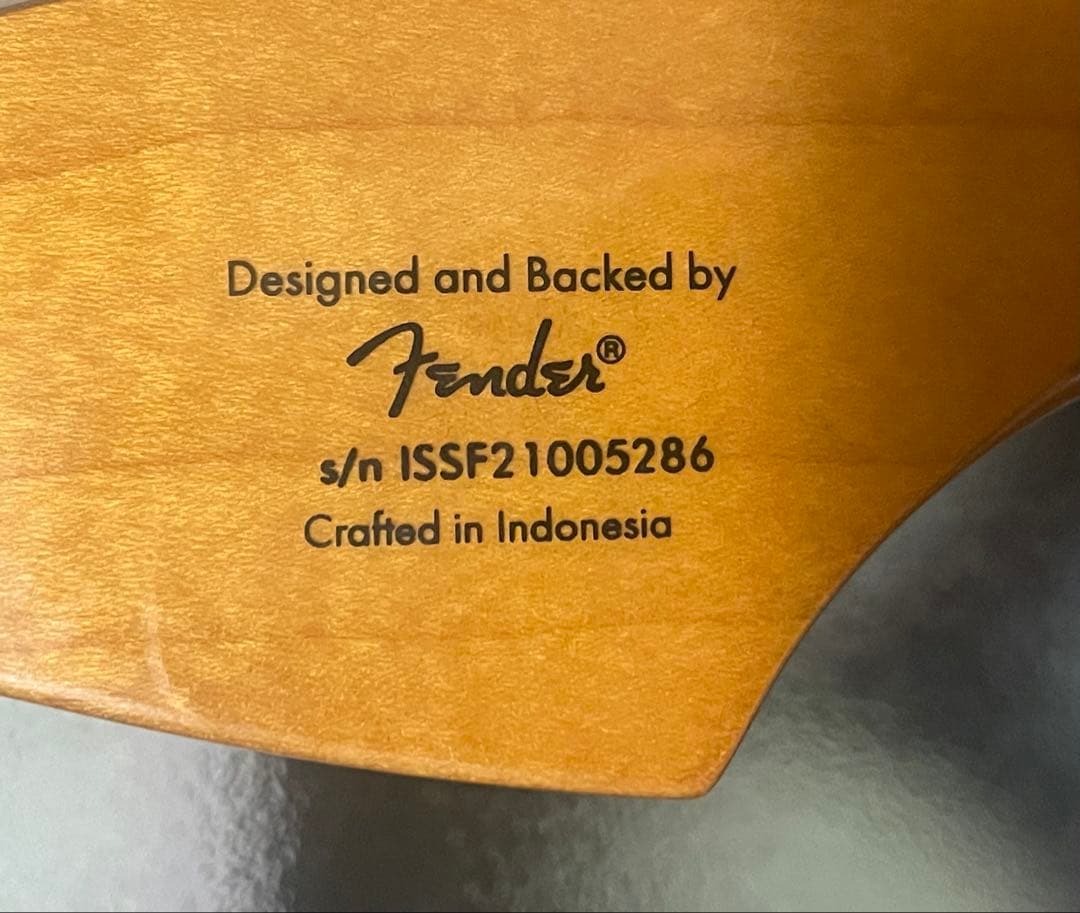 Designed and Backed by
Fender®
s/n ISSF21005286
Crafted in Indonesia